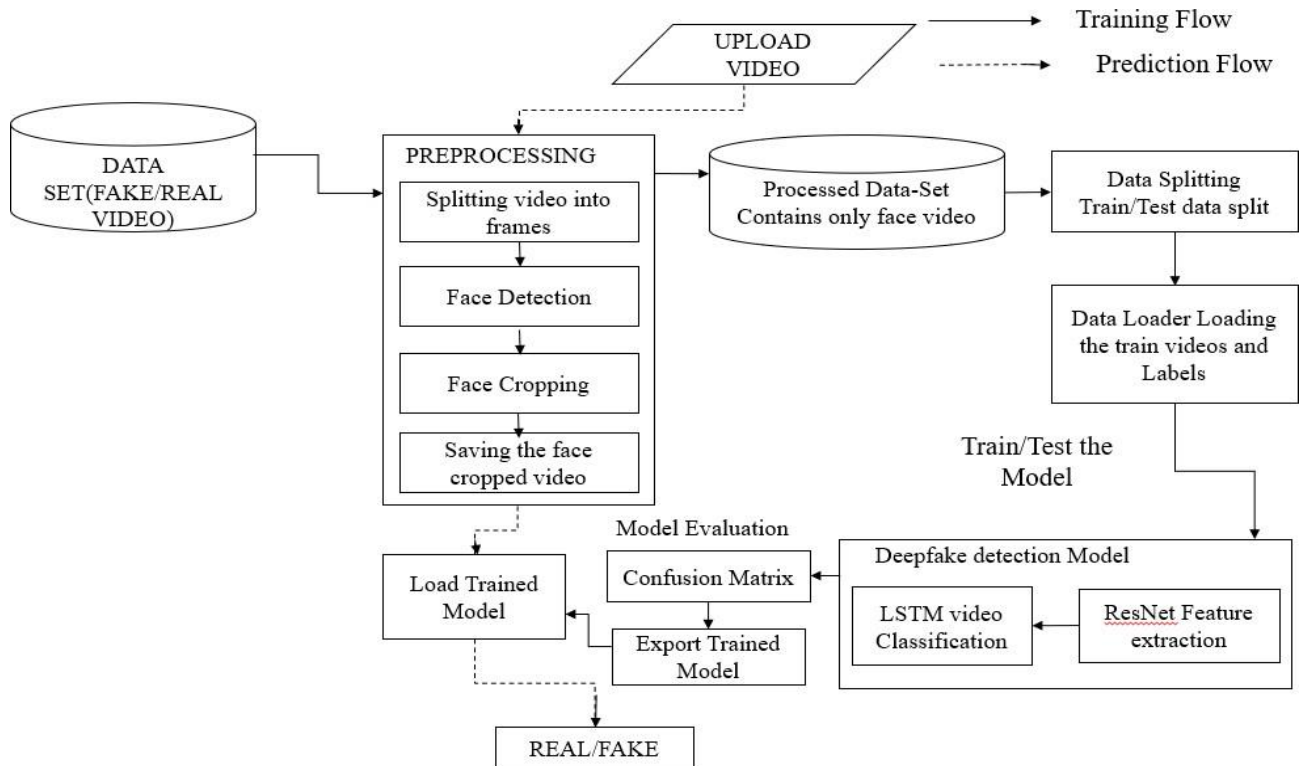 UPLOAD
VIDEO
Training Flow
Prediction Flow
DATA
SET(FAKE/REAL
VIDEO)
PREPROCESSING
Splitting video into
frames
Face Detection
Face Cropping
Saving the face
cropped video
Processed Data-Set
Contains only face video
Data Splitting
Train/Test data split
Data Loader Loading
the train videos and
Labels
Train/Test the
Model
Deepfake detection Model
ResNet Feature
extraction
LSTM video
Classification
Model Evaluation
Confusion Matrix
Export Trained
Model
Load Trained
Model
REAL/FAKE